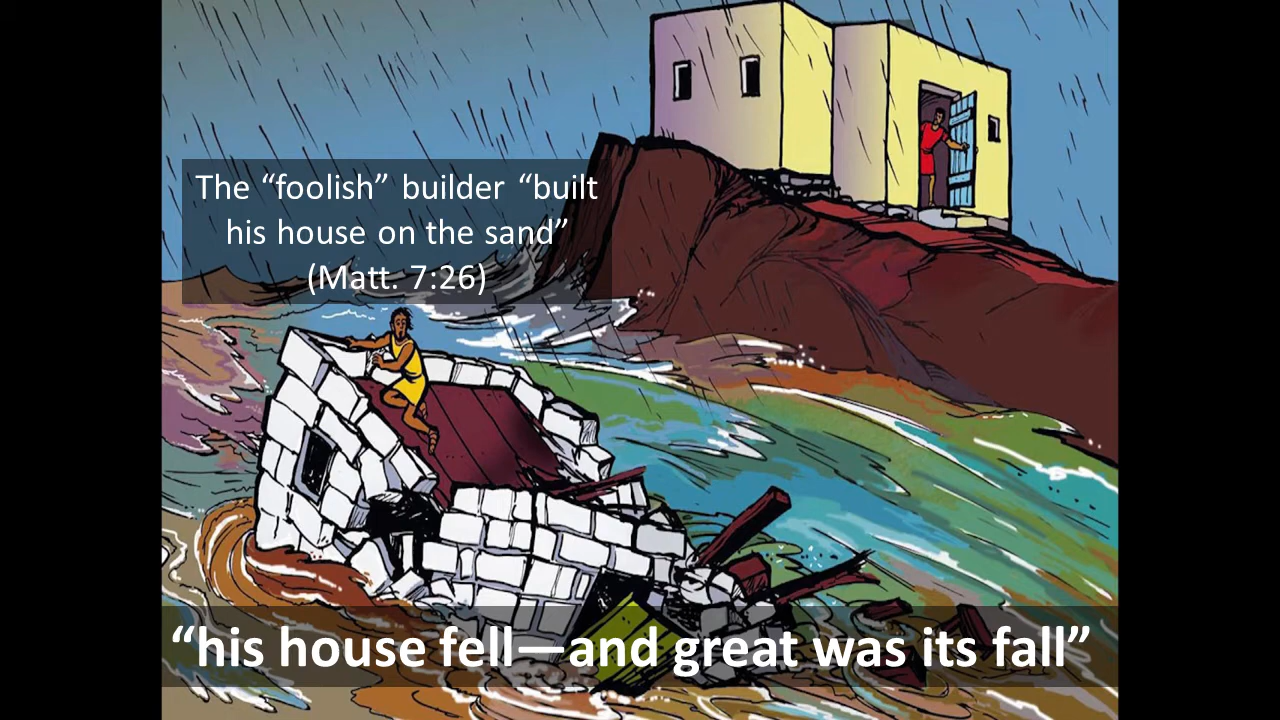 The “foolish” builder “built
his house on the sand”
(Matt. 7:26)
“his house fell—and great was its fall”